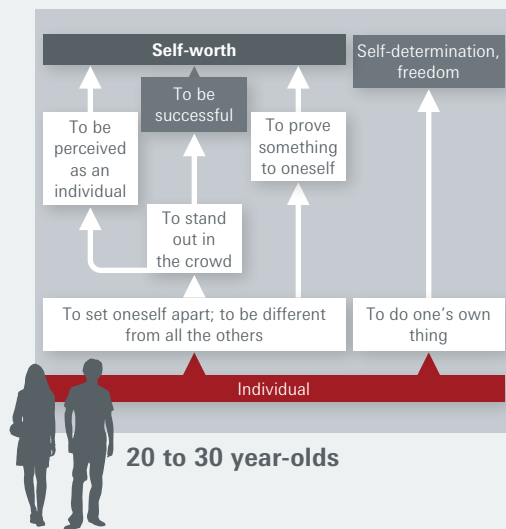 Self-worth
Self-determination,
freedom
To be
successful
To be
perceived
as an
individual
To prove
something
to oneself
To stand
out in
the crowd
To set oneself apart; to be different
from all the others
To do one’s own
thing
Individual
20 to 30 year-olds